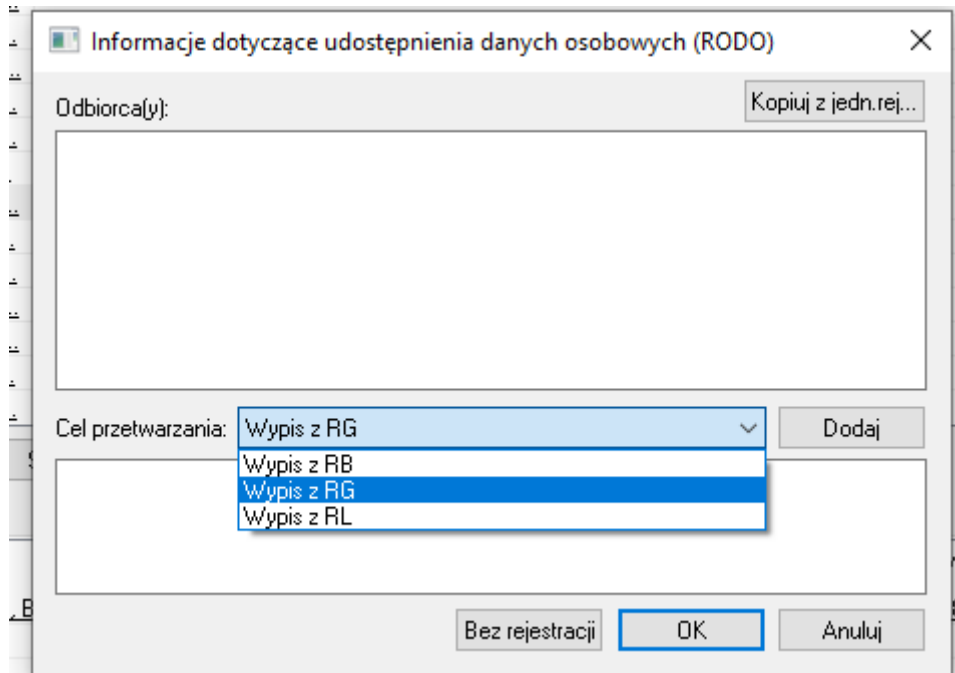 Informacje dotyczące udostępnienia danych osobowych (RODO)
Odbiorca(y):
Kopiuj z jedn.rej...
Cel przetwarzania:
Wypis z RG
Dodaj
Wypis z RB
Wypis z RG
Wypis z RL
Bez rejestracji
OK
Anuluj